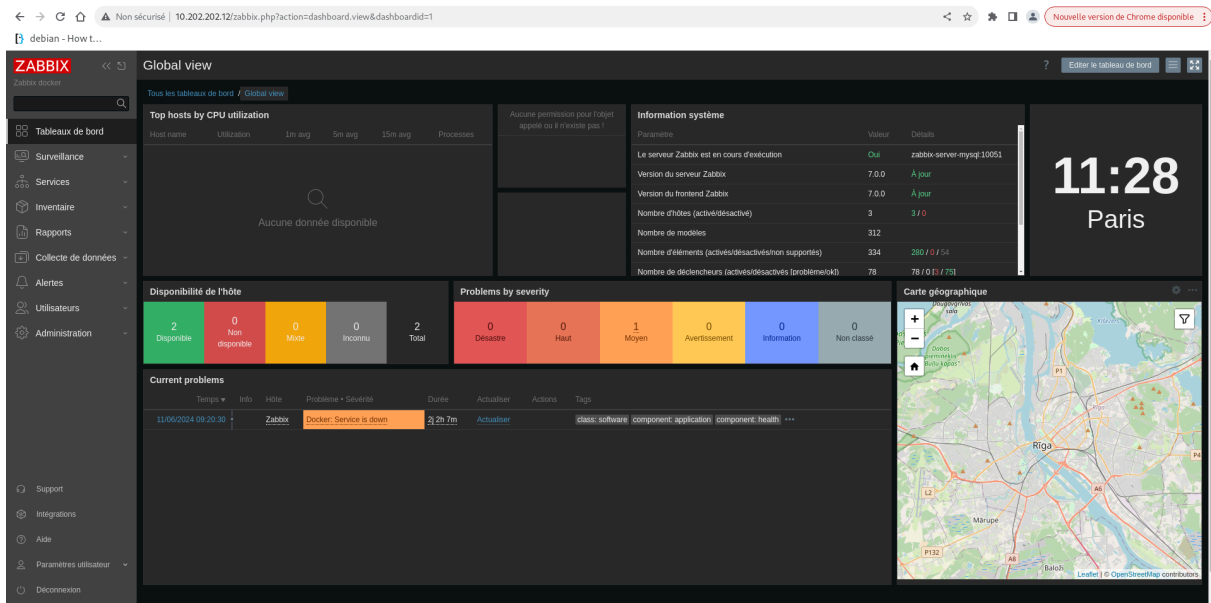 Non sécurisé | 10.202.202.12/zabbix.php?action=dashboard.view&dashboardid=1
Nouvelle version de Chrome disponible
debian - How t...
ZABBIX
Zabbix docker
Tableaux de bord
Surveillance
Services
Inventaire
Rapports
Collecte de données
Alertes
Utilisateurs
Administration
Support
Intégrations
Aide
Paramètres utilisateur
Déconnexion
Global view
? Editer le tableau de bord
Tous les tableaux de bord / Global view
Top hosts by CPU utilization
Host name Utilization 1m avg 5m avg 15m avg Processes
Aucune donnée disponible
Aucune permission pour l'objet
appelé ou il n'existe pas !
Information système
Paramètre Valeur Détails
Le serveur Zabbix est en cours d'exécution Oui zabbix-server-mysql:10051
Version du serveur Zabbix 7.0.0 À jour
Version du frontend Zabbix 7.0.0 À jour
Nombre d'hôtes (activé/désactivé) 3 3 / 0
Nombre de modèles 312
Nombre d'éléments (activés/désactivés/non supportés) 334 280 / 0 / 54
Nombre de déclencheurs (activés/désactivés [problème/ok]) 78 78 / 0 [3 / 75]
11:28
Paris
Disponibilité de l'hôte
2 Disponible
0 Non disponible
0 Mixte
0 Inconnu
2 Total
Problems by severity
0 Désastre
0 Haut
1 Moyen
0 Avertissement
0 Information
0 Non classé
Current problems
Temps Info Hôte Problème • Sévérité Durée Actualiser Actions Tags
11/06/2024 09:20:30 Zabbix Docker: Service is down 2j 2h 7m Actualiser class: software component: application component: health
Carte géographique
+
−
P1
Rīga
P4
L2
A6
Mārupe
P132
A8
Baloži
Leaflet | © OpenStreetMap contributors